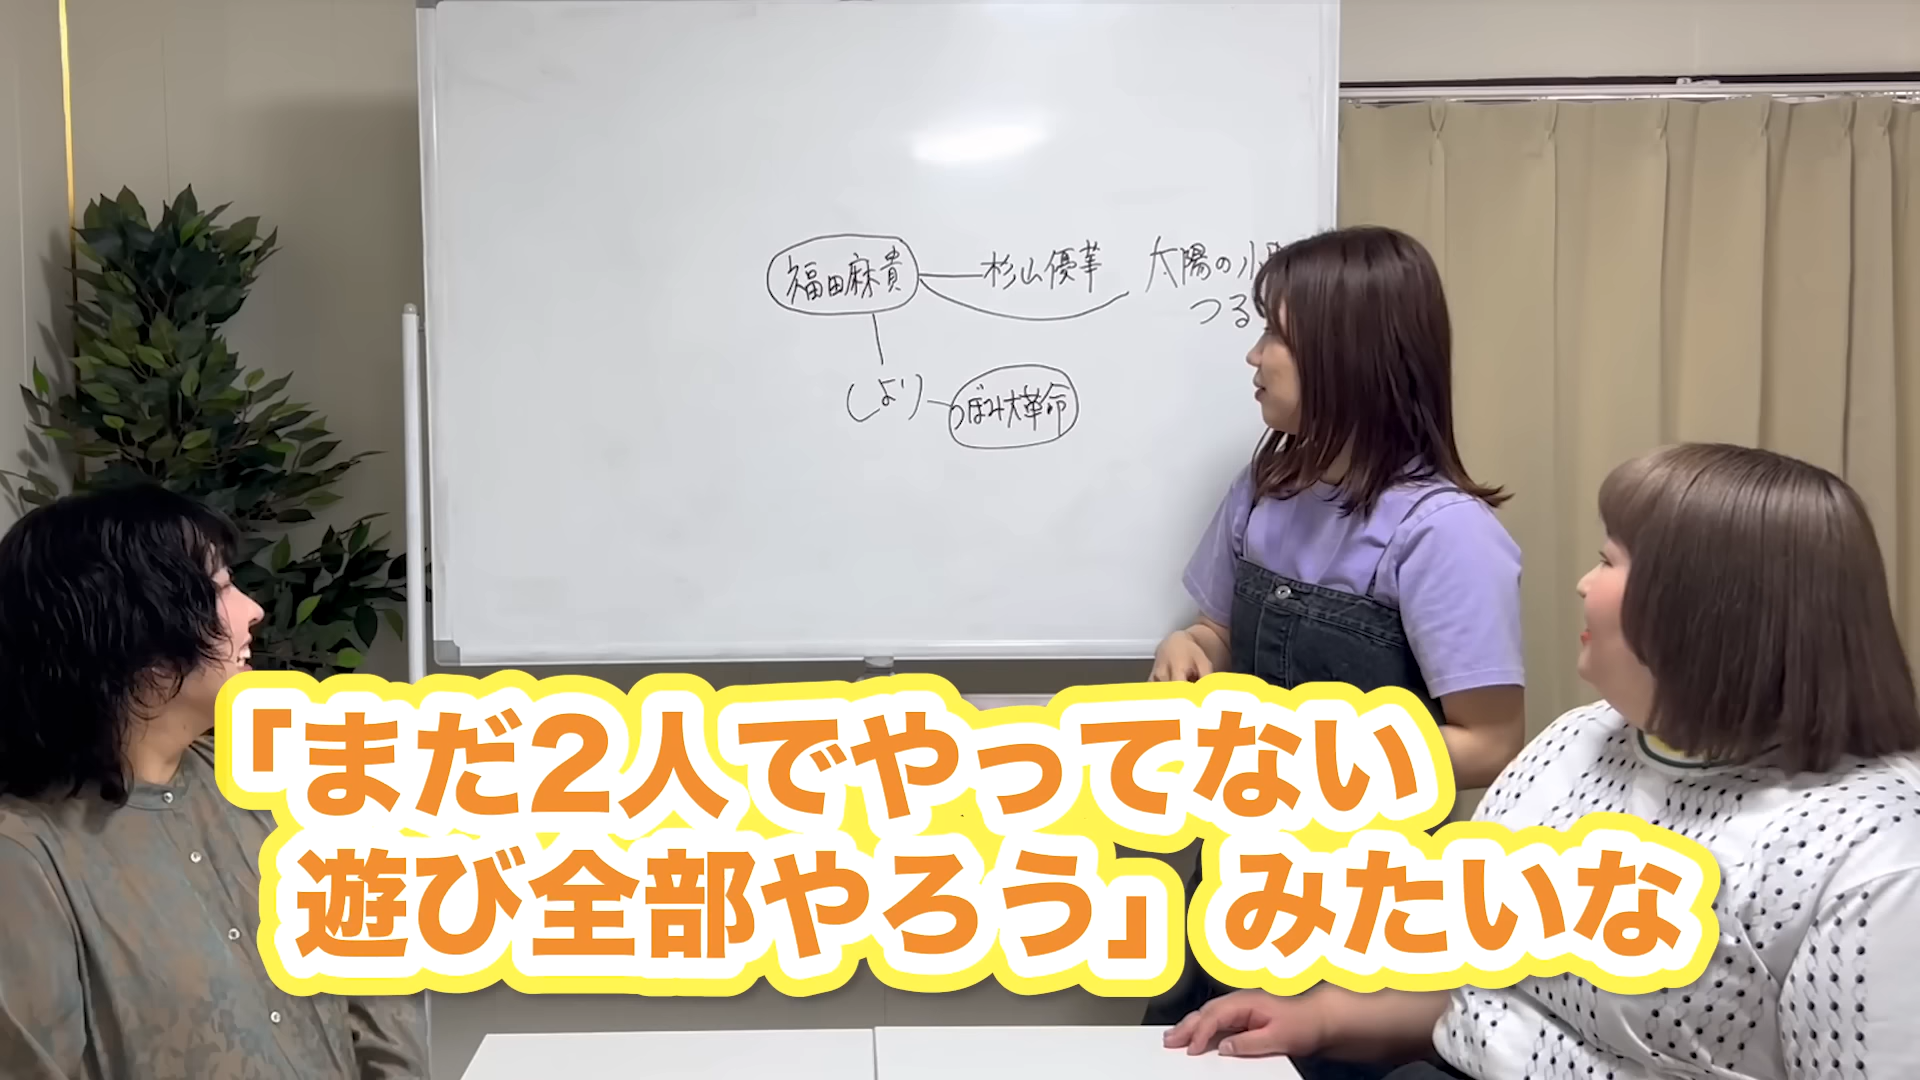 福田麻貴
杉山優華
太陽の小
つる
しより
つぼみ大革命
「まだ2人でやってない
遊び全部やろう」みたいな